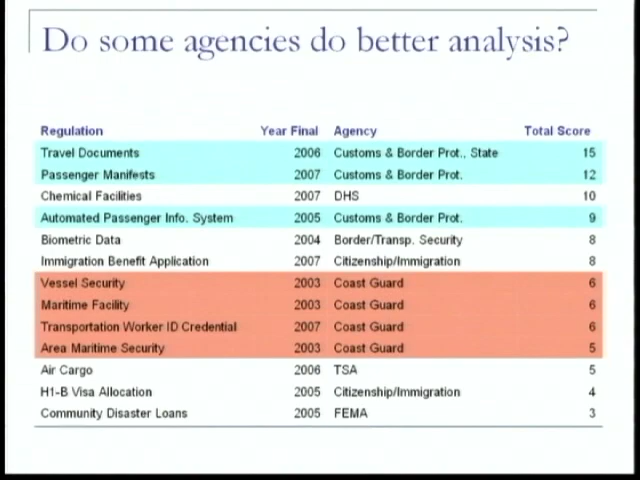 Do some agencies do better analysis?
Regulation Year Final Agency Total Score
Travel Documents 2006 Customs & Border Prot., State 15
Passenger Manifests 2007 Customs & Border Prot. 12
Chemical Facilities 2007 DHS 10
Automated Passenger Info. System 2005 Customs & Border Prot. 9
Biometric Data 2004 Border/Transp. Security 8
Immigration Benefit Application 2007 Citizenship/Immigration 8
Vessel Security 2003 Coast Guard 6
Maritime Facility 2003 Coast Guard 6
Transportation Worker ID Credential 2007 Coast Guard 6
Area Maritime Security 2003 Coast Guard 5
Air Cargo 2006 TSA 5
H1-B Visa Allocation 2005 Citizenship/Immigration 4
Community Disaster Loans 2005 FEMA 3